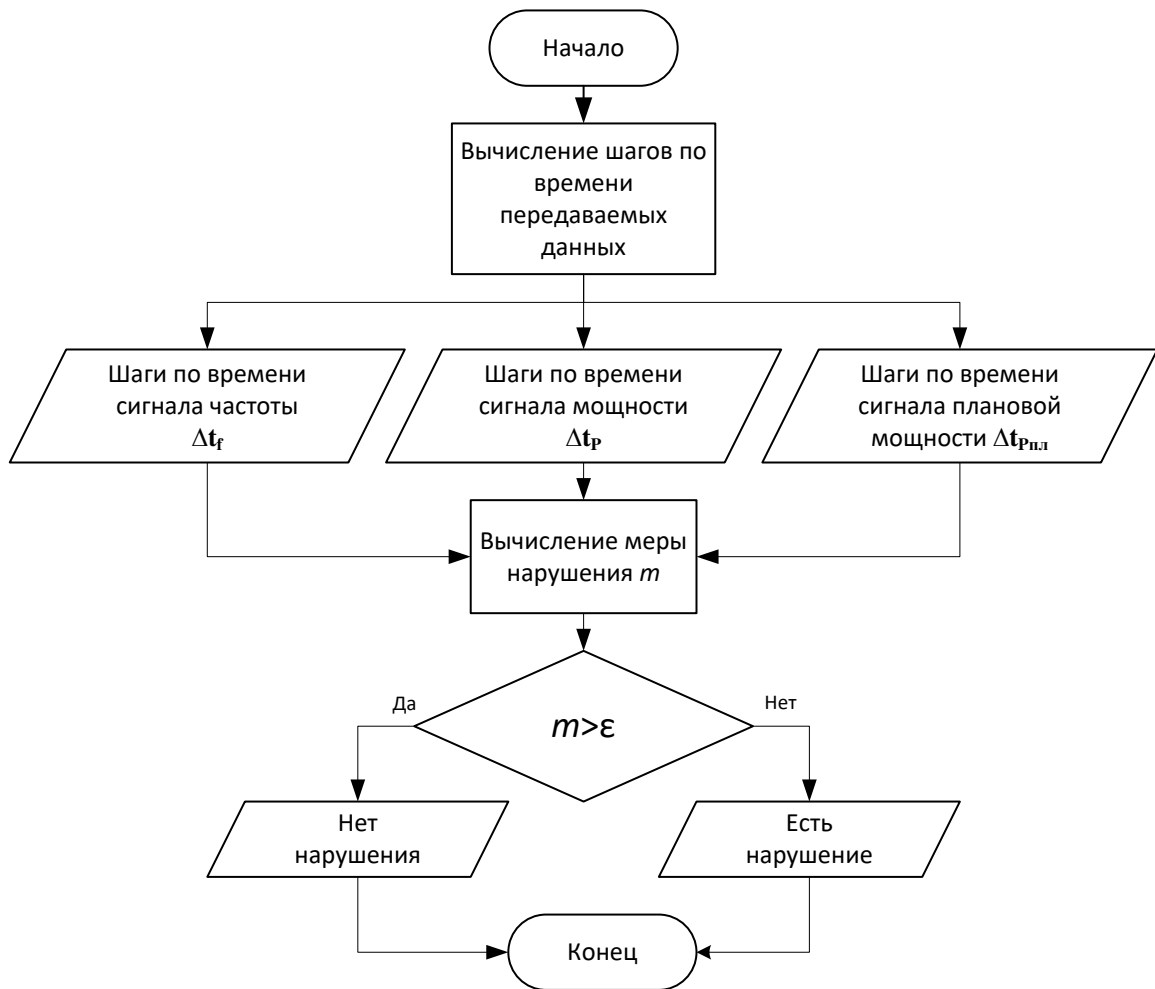 Начало
Вычисление шагов по
времени
передаваемых
данных
Шаги по времени
сигнала частоты
Δtf
Шаги по времени
сигнала мощности
ΔtP
Шаги по времени
сигнала плановой
мощности ΔtPпл
Вычисление меры
нарушения m
Да
Нет
m>ε
Нет
нарушения
Есть
нарушение
Конец